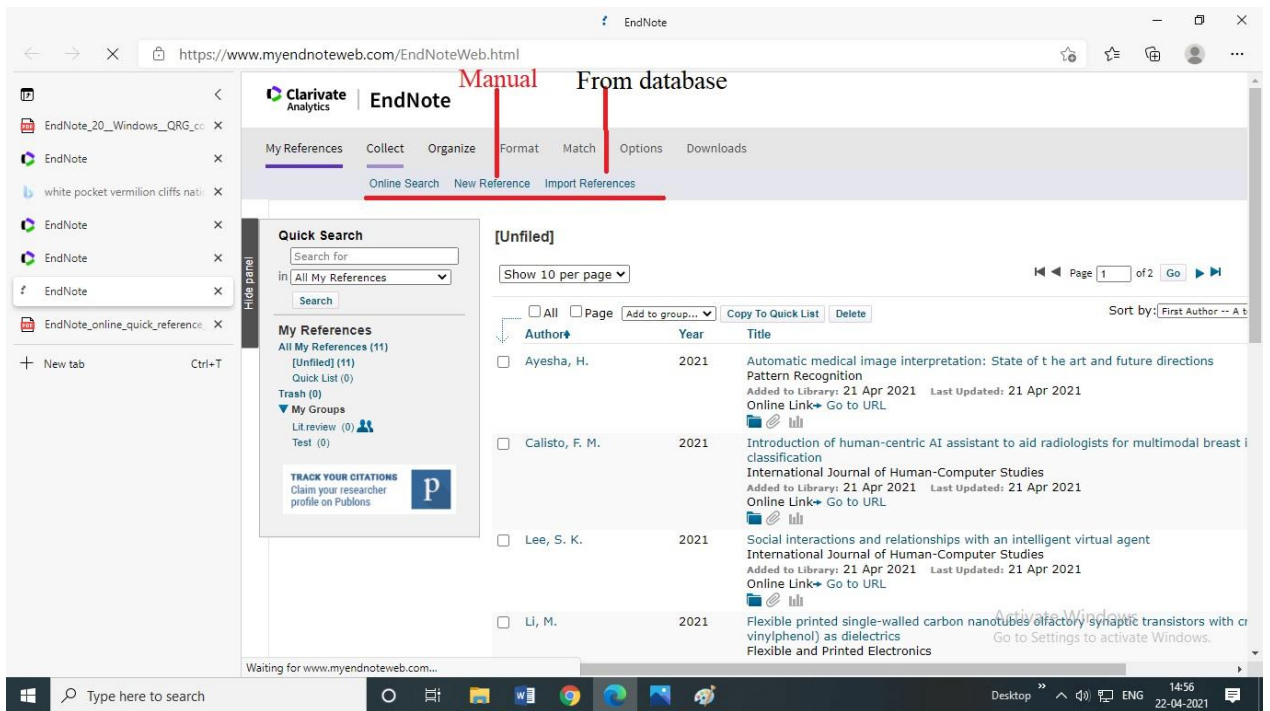 EndNote
https://www.myendnoteweb.com/EndNoteWeb.html
Manual From database
EndNote_20__Windows__QRG_cc
EndNote
white pocket vermilion cliffs nati
EndNote
EndNote
EndNote
EndNote_online_quick_reference_
New tab Ctrl+T
Clarivate Analytics EndNote
My References Collect Organize Format Match Options Downloads
Online Search New Reference Import References
Hide panel
Quick Search
Search for
in All My References
Search
My References
All My References (11)
[Unfiled] (11)
Quick List (0)
Trash (0)
My Groups
Lit.review (0)
Test (0)
TRACK YOUR CITATIONS
Claim your researcher
profile on Publons
p
[Unfiled]
Show 10 per page
Page 1 of 2 Go
All Page Add to group... Copy To Quick List Delete
Sort by: First Author -- A t
Author Year Title
Ayesha, H. 2021 Automatic medical image interpretation: State of t he art and future directions
Pattern Recognition
Added to Library: 21 Apr 2021 Last Updated: 21 Apr 2021
Online Link Go to URL
Calisto, F. M. 2021 Introduction of human-centric AI assistant to aid radiologists for multimodal breast i
classification
International Journal of Human-Computer Studies
Added to Library: 21 Apr 2021 Last Updated: 21 Apr 2021
Online Link Go to URL
Lee, S. K. 2021 Social interactions and relationships with an intelligent virtual agent
International Journal of Human-Computer Studies
Added to Library: 21 Apr 2021 Last Updated: 21 Apr 2021
Online Link Go to URL
Li, M. 2021 Flexible printed single-walled carbon nanotubes olfactory synaptic transistors with cr
vinylphenol) as dielectrics
Flexible and Printed Electronics
Activate Windows
Go to Settings to activate Windows.
Waiting for www.myendnoteweb.com...
Type here to search
Desktop ENG 14:56
22-04-2021